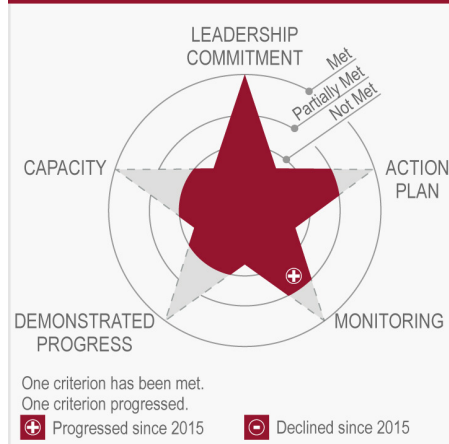 LEADERSHIP
COMMITMENT
Met
Partially Met
Not Met
CAPACITY
ACTION
PLAN
DEMONSTRATED
PROGRESS
MONITORING
One criterion has been met.
One criterion progressed.
Progressed since 2015
Declined since 2015